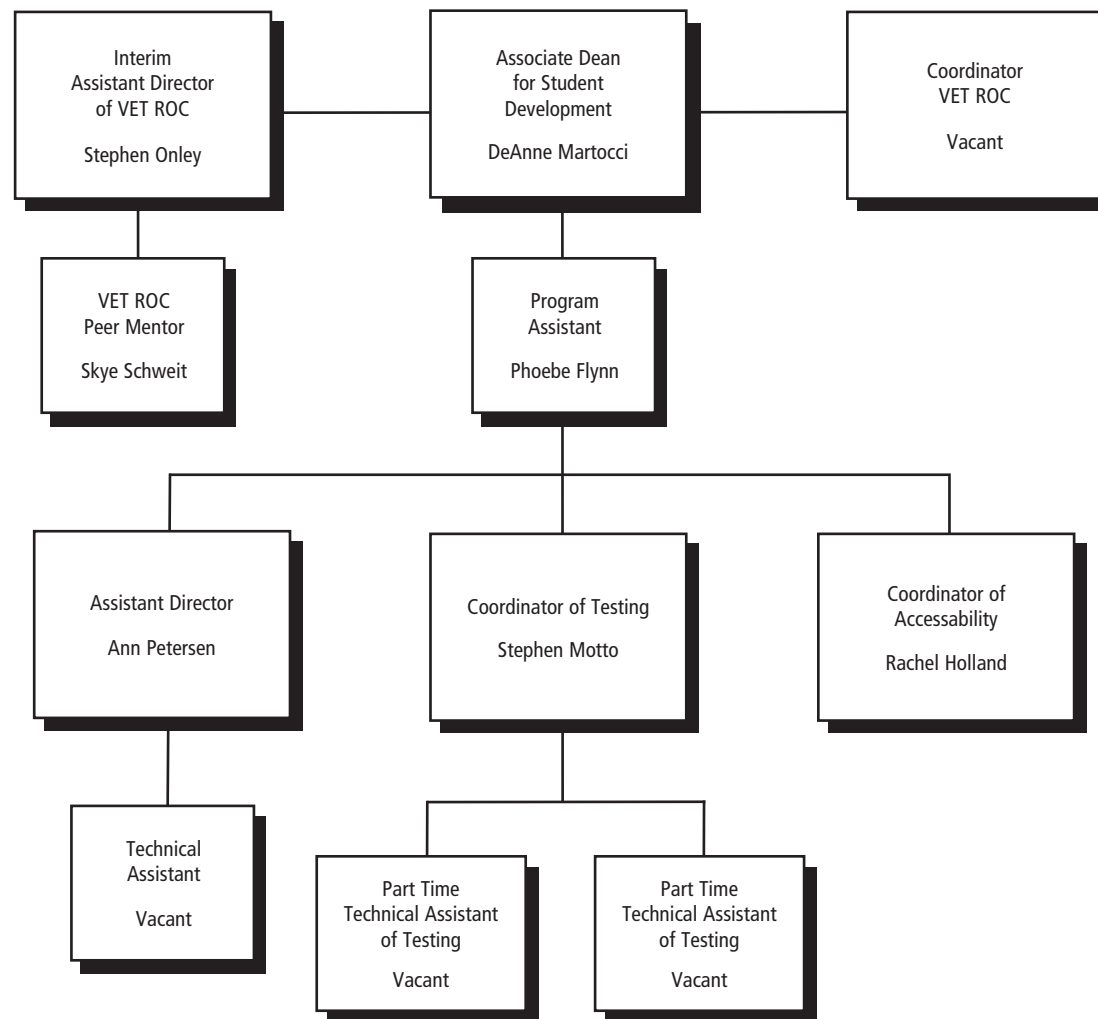 Interim
Assistant Director
of VET ROC
Stephen Onley
Associate Dean
for Student
Development
DeAnne Martocci
Coordinator
VET ROC
Vacant
VET ROC
Peer Mentor
Skye Schweit
Program
Assistant
Phoebe Flynn
Assistant Director
Ann Petersen
Coordinator of Testing
Stephen Motto
Coordinator of
Accessability
Rachel Holland
Technical
Assistant
Vacant
Part Time
Technical Assistant
of Testing
Vacant
Part Time
Technical Assistant
of Testing
Vacant